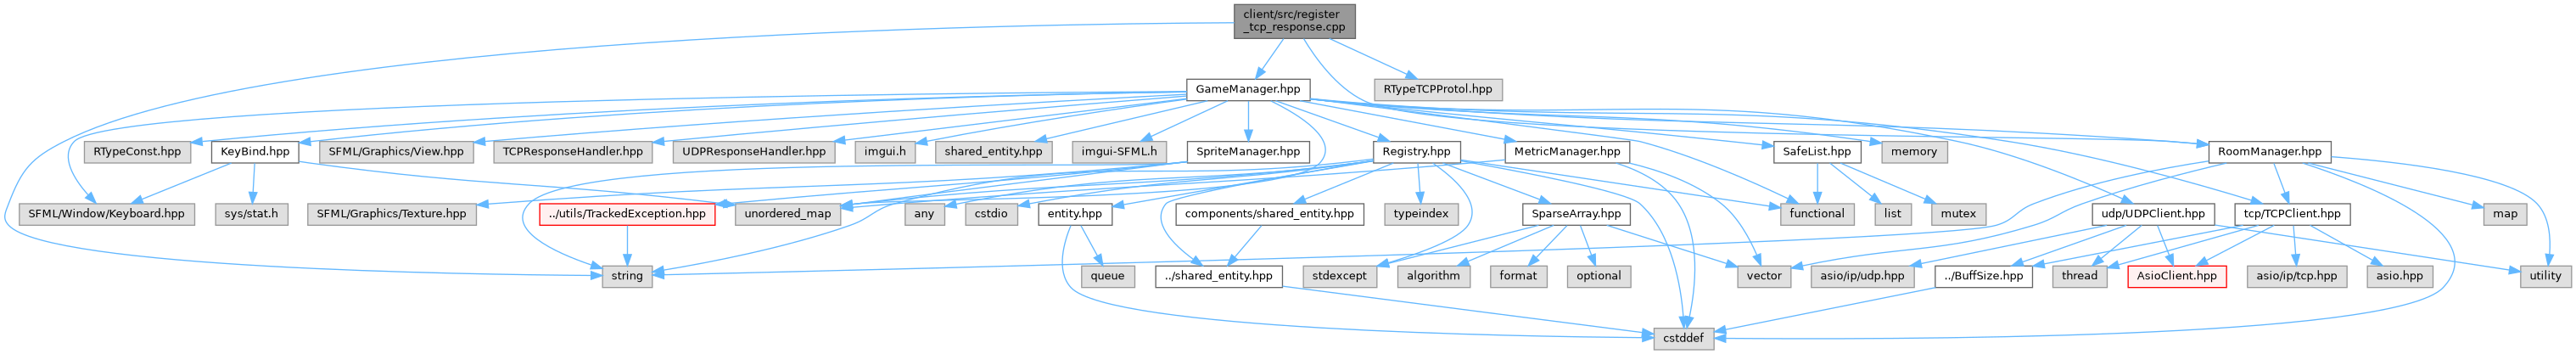 client/src/register
_tcp_response.cpp
GameManager.hpp
RTypeTCPProtol.hpp
RTypeConst.hpp
KeyBind.hpp
SFML/Graphics/View.hpp
TCPResponseHandler.hpp
UDPResponseHandler.hpp
imgui.h
shared_entity.hpp
imgui-SFML.h
SpriteManager.hpp
Registry.hpp
MetricManager.hpp
SafeList.hpp
memory
RoomManager.hpp
SFML/Window/Keyboard.hpp
sys/stat.h
SFML/Graphics/Texture.hpp
../utils/TrackedException.hpp
unordered_map
any
cstdio
entity.hpp
components/shared_entity.hpp
typeindex
SparseArray.hpp
functional
list
mutex
udp/UDPClient.hpp
tcp/TCPClient.hpp
map
string
queue
../shared_entity.hpp
stdexcept
algorithm
format
optional
vector
asio/ip/udp.hpp
../BuffSize.hpp
thread
AsioClient.hpp
asio/ip/tcp.hpp
asio.hpp
utility
cstddef